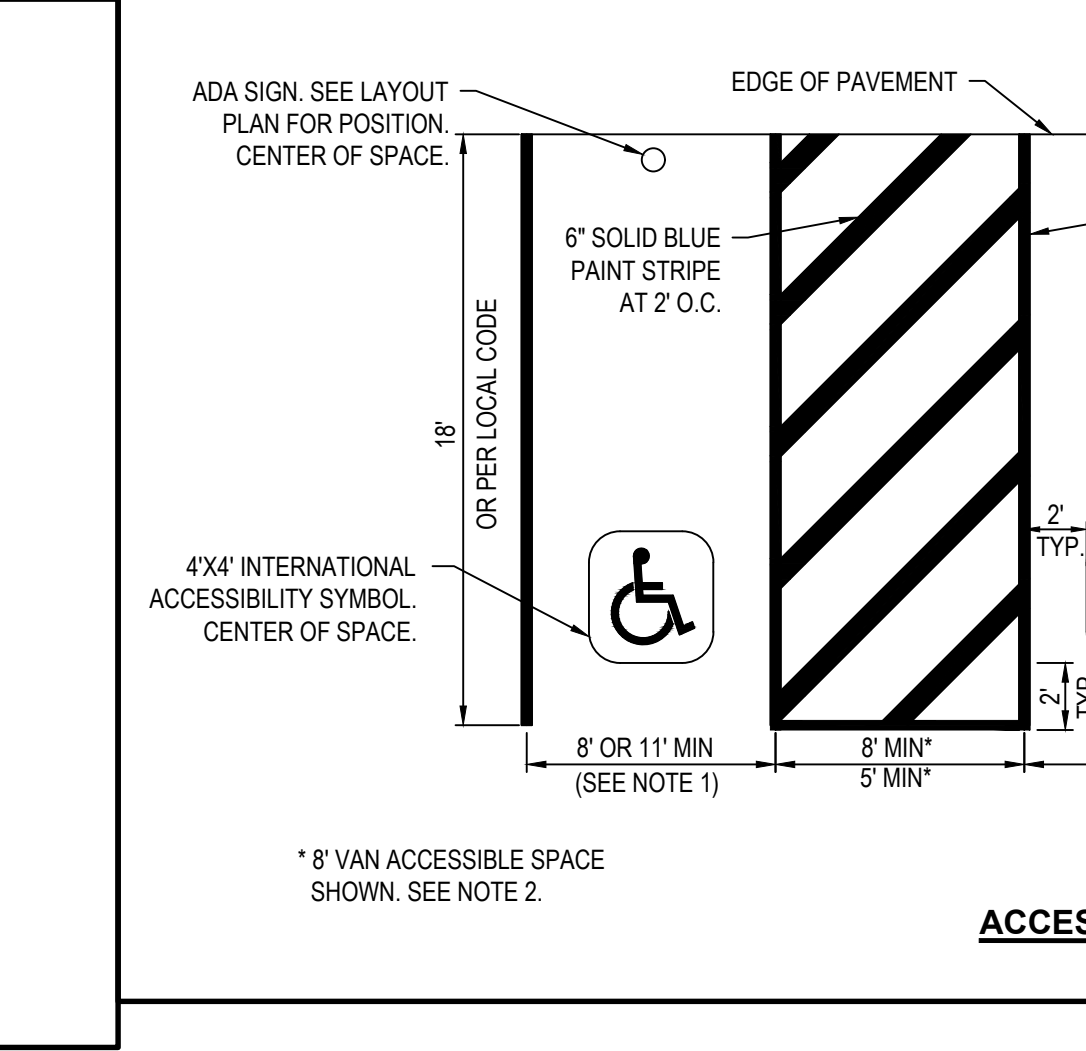 ADA SIGN. SEE LAYOUT
PLAN FOR POSITION.
CENTER OF SPACE.
EDGE OF PAVEMENT
6" SOLID BLUE
PAINT STRIPE
AT 2' O.C.
18'
OR PER LOCAL CODE
4'X4' INTERNATIONAL
ACCESSIBILITY SYMBOL.
CENTER OF SPACE.
2'
TYP.
2'
TYP.
8' OR 11' MIN
(SEE NOTE 1)
8' MIN*
5' MIN*
* 8' VAN ACCESSIBLE SPACE
SHOWN. SEE NOTE 2.
ACCES